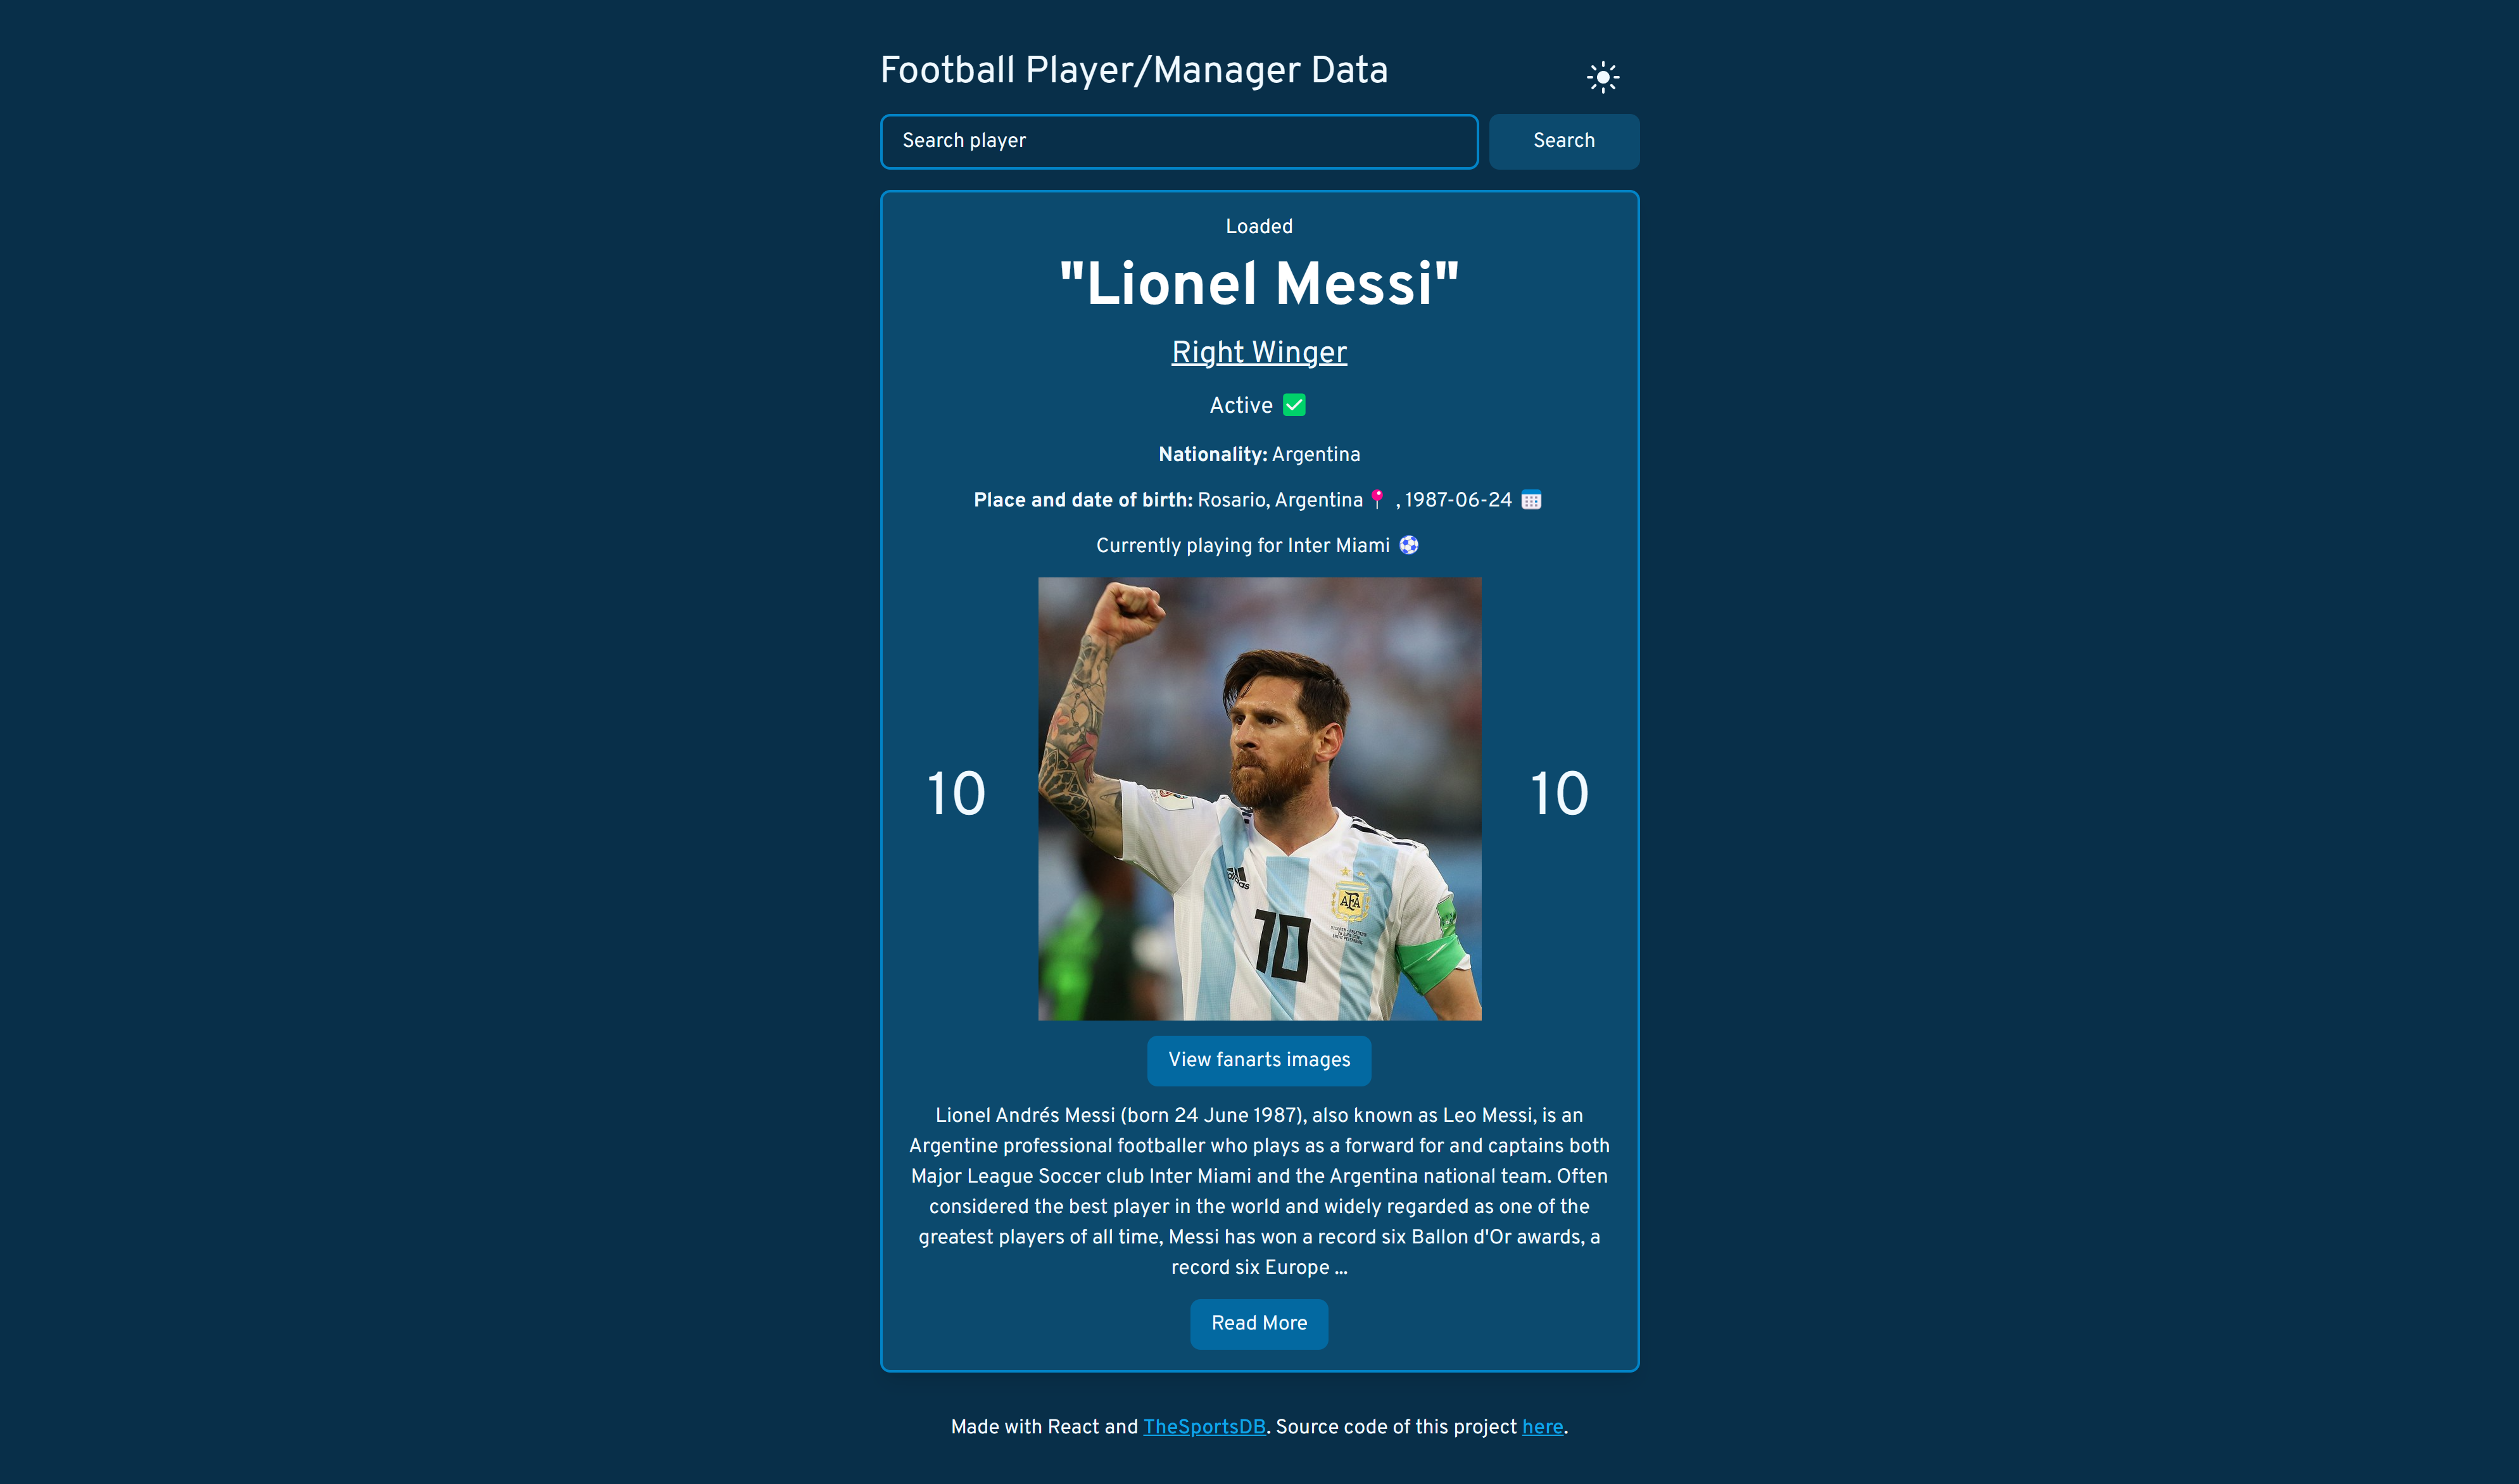 Football Player/Manager Data
Search player
Search
Loaded
"Lionel Messi"
Right Winger
Active ✅
Nationality: Argentina
Place and date of birth: Rosario, Argentina📍 , 1987-06-24 📅
Currently playing for Inter Miami ⚽
10
10
adidas
AFA
10
View fanarts images
Lionel Andrés Messi (born 24 June 1987), also known as Leo Messi, is an
Argentine professional footballer who plays as a forward for and captains both
Major League Soccer club Inter Miami and the Argentina national team. Often
considered the best player in the world and widely regarded as one of the
greatest players of all time, Messi has won a record six Ballon d'Or awards, a
record six Europe ...
Read More
Made with React and TheSportsDB. Source code of this project here.